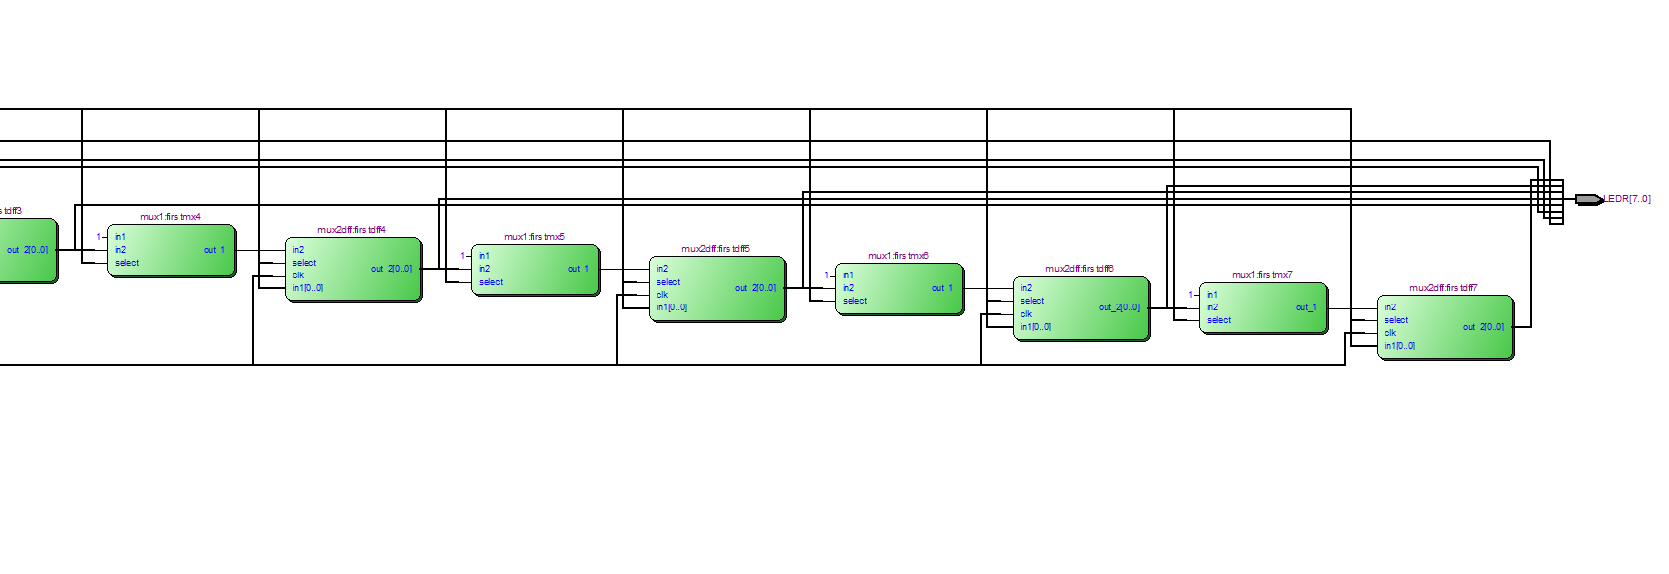 s tdff3
out 2[0..0]
mux1:firs tmx4
1
in1
in2
select
out 1
mux2dff:firs tdff4
in2
select
clk
in1[0..0]
out 2[0..0]
mux1:firs tmx5
1
in1
in2
select
out 1
mux2dff:firs tdff5
in2
select
clk
in1[0..0]
out 2[0..0]
mux1:firs tmx6
1
in1
in2
select
out 1
mux2dff:firs tdff6
in2
select
clk
in1[0..0]
out_2[0..0]
mux1:firs tmx7
1
in1
in2
select
out_1
mux2dff:firs tdff7
in2
select
clk
in1[0..0]
out 2[0..0]
LEDR[7..0]